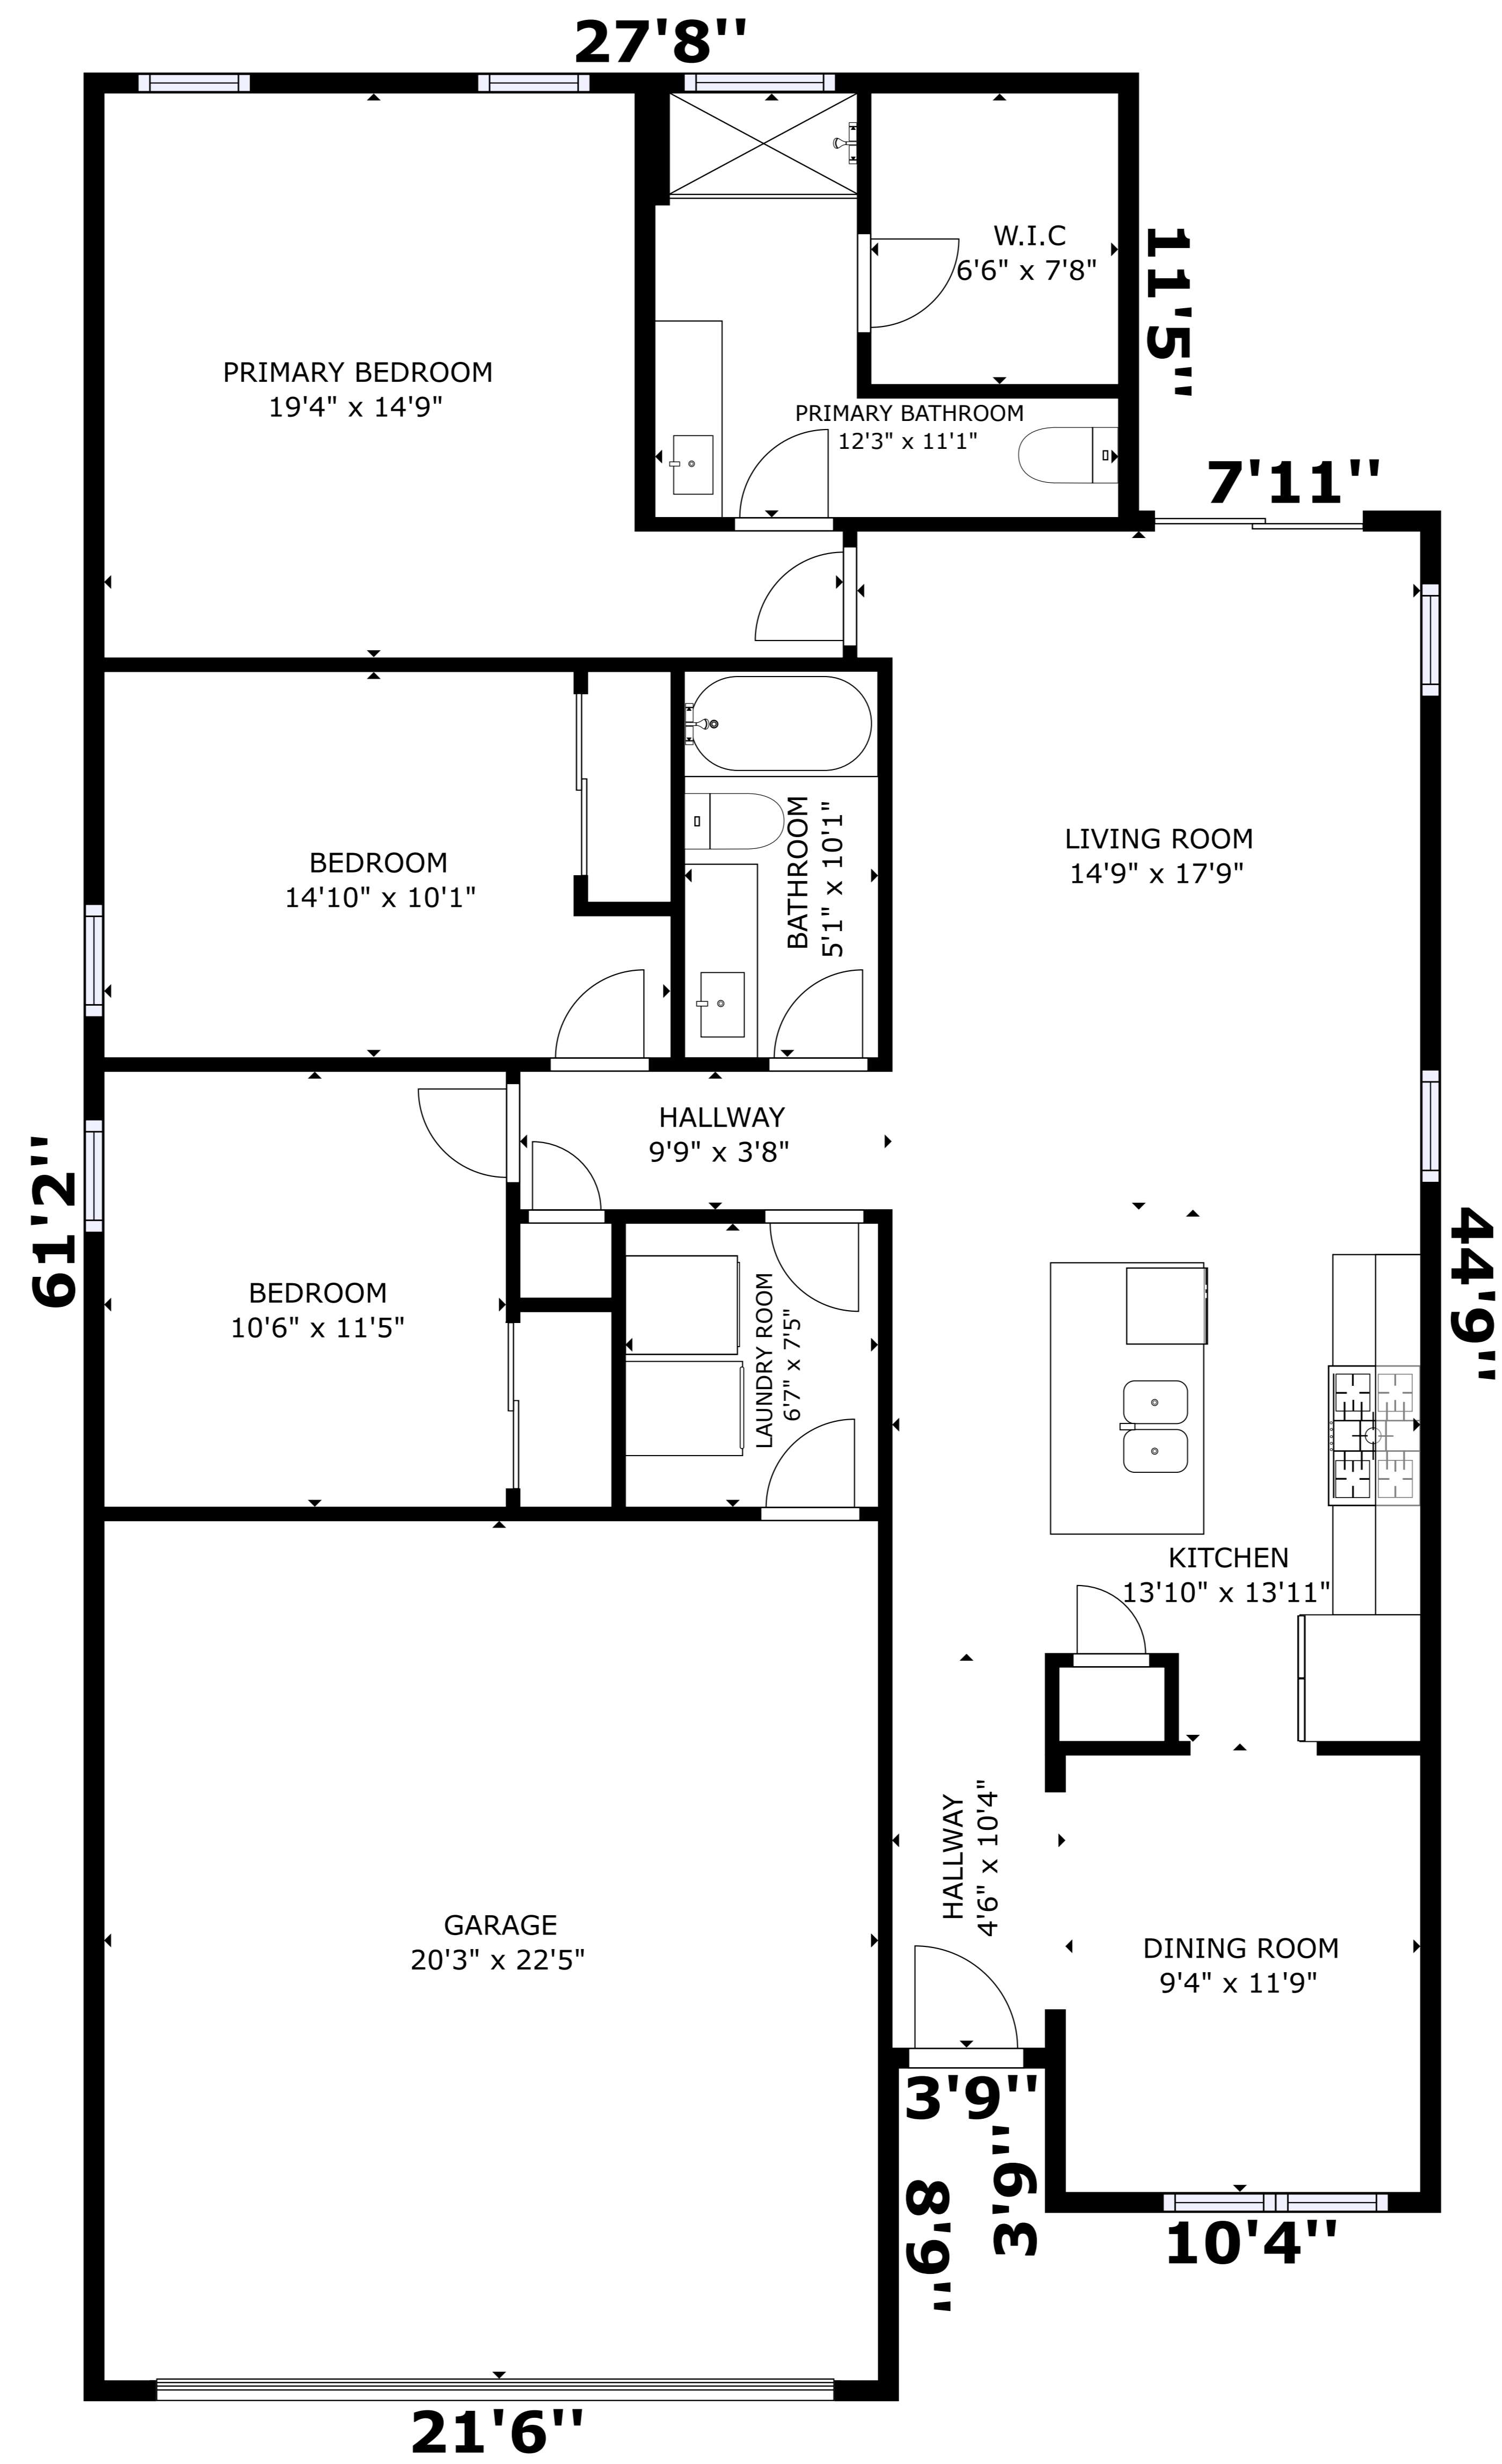 27'8''
W.I.C
6'6" x 7'8"
11'5''
PRIMARY BEDROOM
19'4" x 14'9"
PRIMARY BATHROOM
12'3" x 11'1"
7'11''
BEDROOM
14'10" x 10'1"
BATHROOM
5'1" x 10'1"
LIVING ROOM
14'9" x 17'9"
HALLWAY
9'9" x 3'8"
61'2''
44'9''
BEDROOM
10'6" x 11'5"
LAUNDRY ROOM
6'7" x 7'5"
KITCHEN
13'10" x 13'11"
HALLWAY
4'6" x 10'4"
GARAGE
20'3" x 22'5"
DINING ROOM
9'4" x 11'9"
3'9''
3'9''
8'9''
10'4''
21'6''